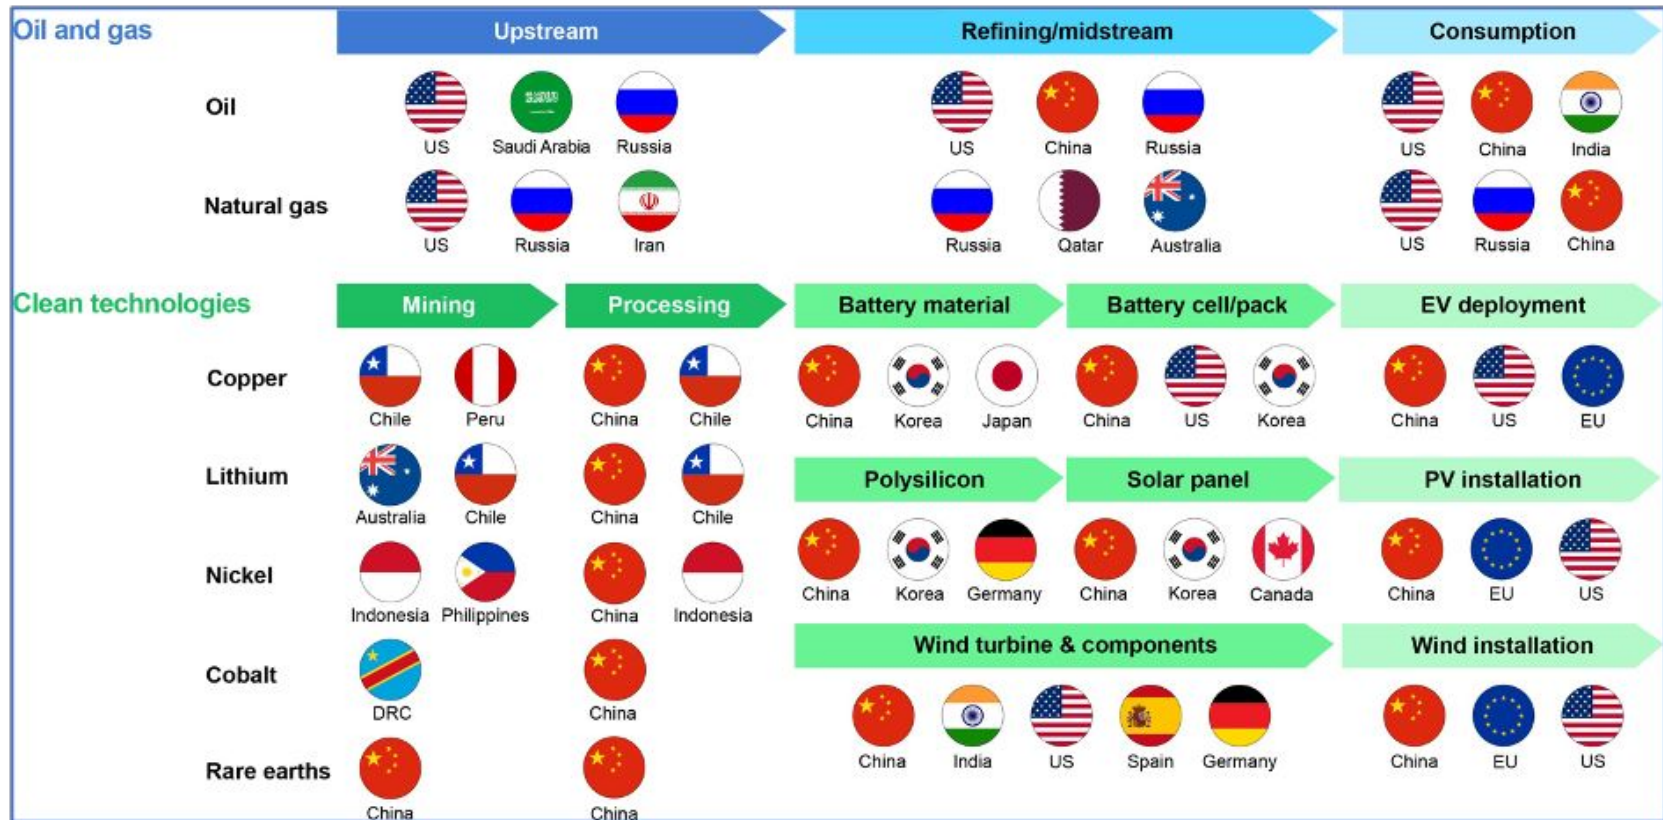 Oil and gas Upstream Refining/midstream Consumption
Oil
US Saudi Arabia Russia US China Russia US China India
Natural gas
US Russia Iran Russia Qatar Australia US Russia China
Clean technologies Mining Processing Battery material Battery cell/pack EV deployment
Copper
Chile Peru China Chile China Korea Japan China US Korea China US EU
Lithium Polysilicon Solar panel PV installation
Australia Chile China Chile
Nickel
China Korea Germany China Korea Canada China EU US
Indonesia Philippines China Indonesia
Wind turbine & components Wind installation
Cobalt
DRC China
China India US Spain Germany China EU US
Rare earths
China China